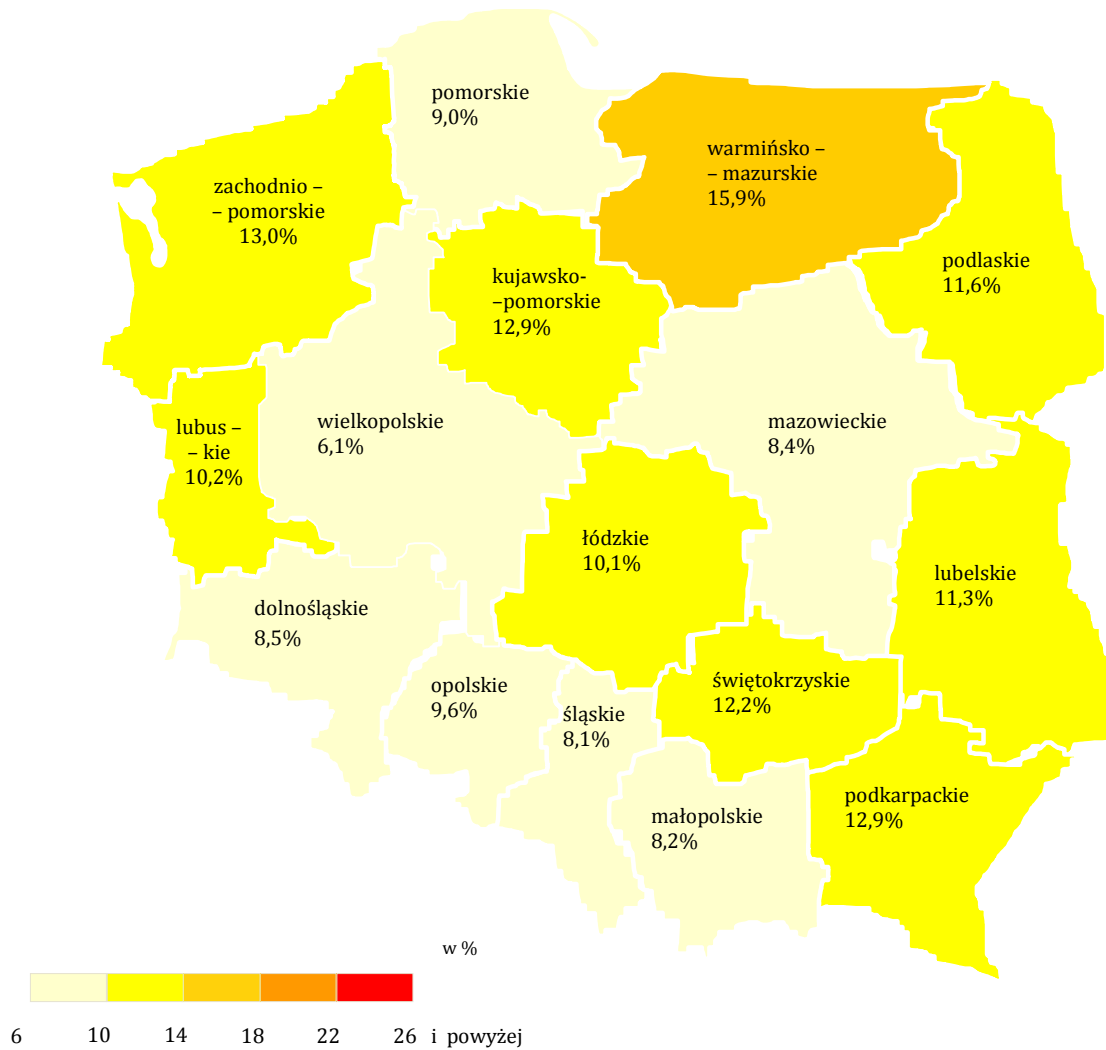 pomorskie
9,0%
warmińsko –
– mazurskie
15,9%
zachodnio –
– pomorskie
13,0%
podlaskie
11,6%
kujawsko-
–pomorskie
12,9%
wielkopolskie
6,1%
mazowieckie
8,4%
lubus –
– kie
10,2%
łódzkie
10,1%
lubelskie
11,3%
dolnośląskie
8,5%
opolskie
9,6%
śląskie
8,1%
świętokrzyskie
12,2%
małopolskie
8,2%
podkarpackie
12,9%
w %
6 10 14 18 22 26 i powyżej